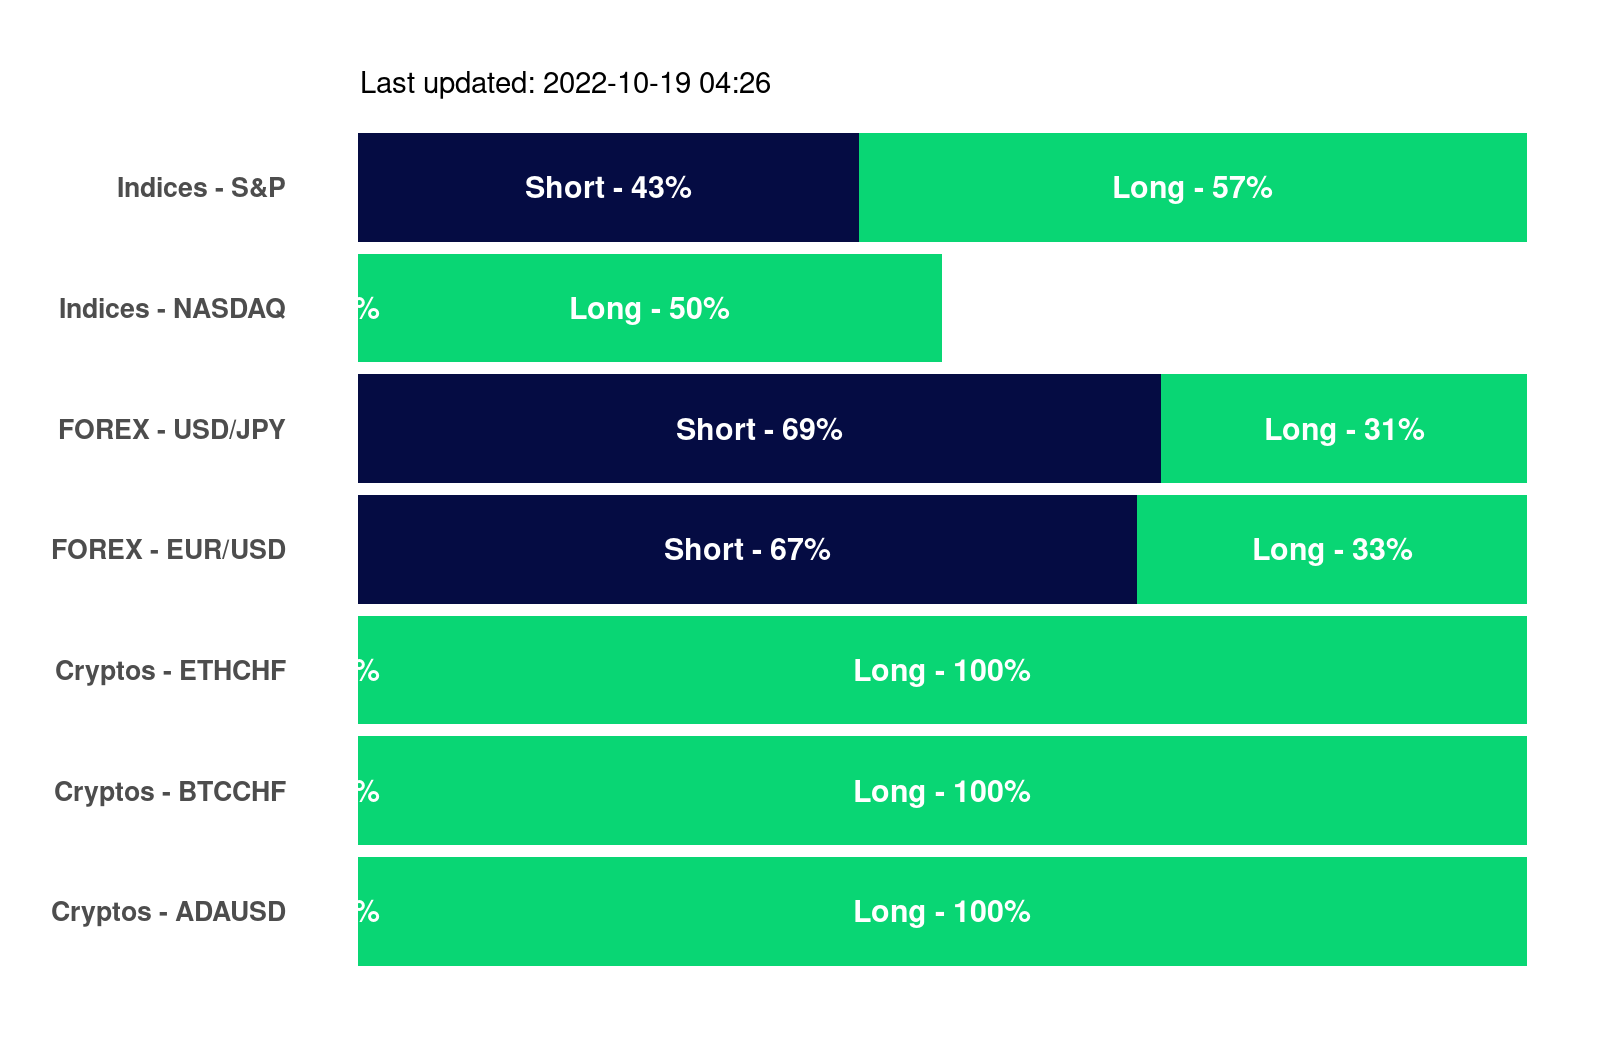 Last updated: 2022-10-19 04:26
Indices - S&P Short - 43% Long - 57%
Indices - NASDAQ % Long - 50%
FOREX - USD/JPY Short - 69% Long - 31%
FOREX - EUR/USD Short - 67% Long - 33%
Cryptos - ETHCHF % Long - 100%
Cryptos - BTCCHF % Long - 100%
Cryptos - ADAUSD % Long - 100%